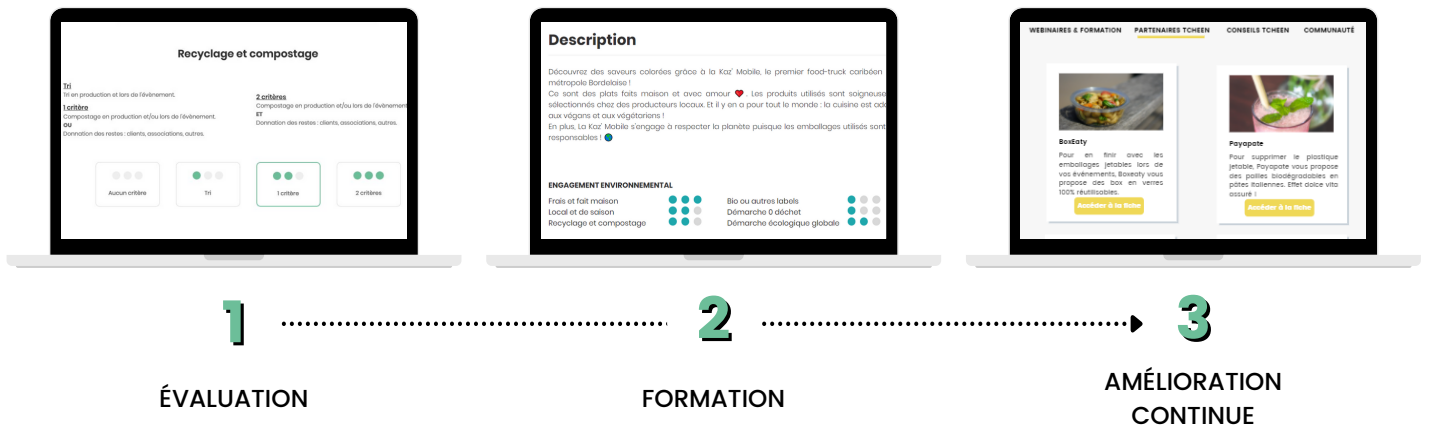 Recyclage et compostage
Tri
Tri en production et lors de l'évènement.
1 critère
Compostage en production et/ou lors de l'évènement.
OU
Donnation des restes : clients, associations, autres.
2 critères
Compostage en production et/ou lors de l'évènement
ET
Donnation des restes : clients, associations, autres.
Aucun critère
Tri
1 critère
2 critères
Description
Découvrez des saveurs colorées grâce à la Kaz' Mobile, le premier food-truck caribéen
métropole Bordelaise !
Ce sont des plats faits maison et avec amour ❤️. Les produits utilisés sont soigneuse
sélectionnés chez des producteurs locaux. Et il y en a pour tout le monde : la cuisine est ada
aux végans et aux végétariens !
En plus, La Kaz' Mobile s'engage à respecter la planète puisque les emballages utilisés sont
responsables ! 🌍
ENGAGEMENT ENVIRONNEMENTAL
Frais et fait maison
Local et de saison
Recyclage et compostage
Bio ou autres labels
Démarche 0 déchet
Démarche écologique globale
WEBINAIRES & FORMATION PARTENAIRES TCHEEN CONSEILS TCHEEN COMMUNAUTÉ
BoxEaty
Pour en finir avec les
emballages jetables lors de
vos évènements, Boxeaty vous
propose des box en verres
100% réutilisables.
Accéder à la fiche
Payapate
Pour supprimer le plastique
jetable, Payapate vous propose
des pailles biodégradables en
pâtes italiennes. Effet dolce vita
assuré !
Accéder à la fiche
1
2
3
ÉVALUATION
FORMATION
AMÉLIORATION
CONTINUE